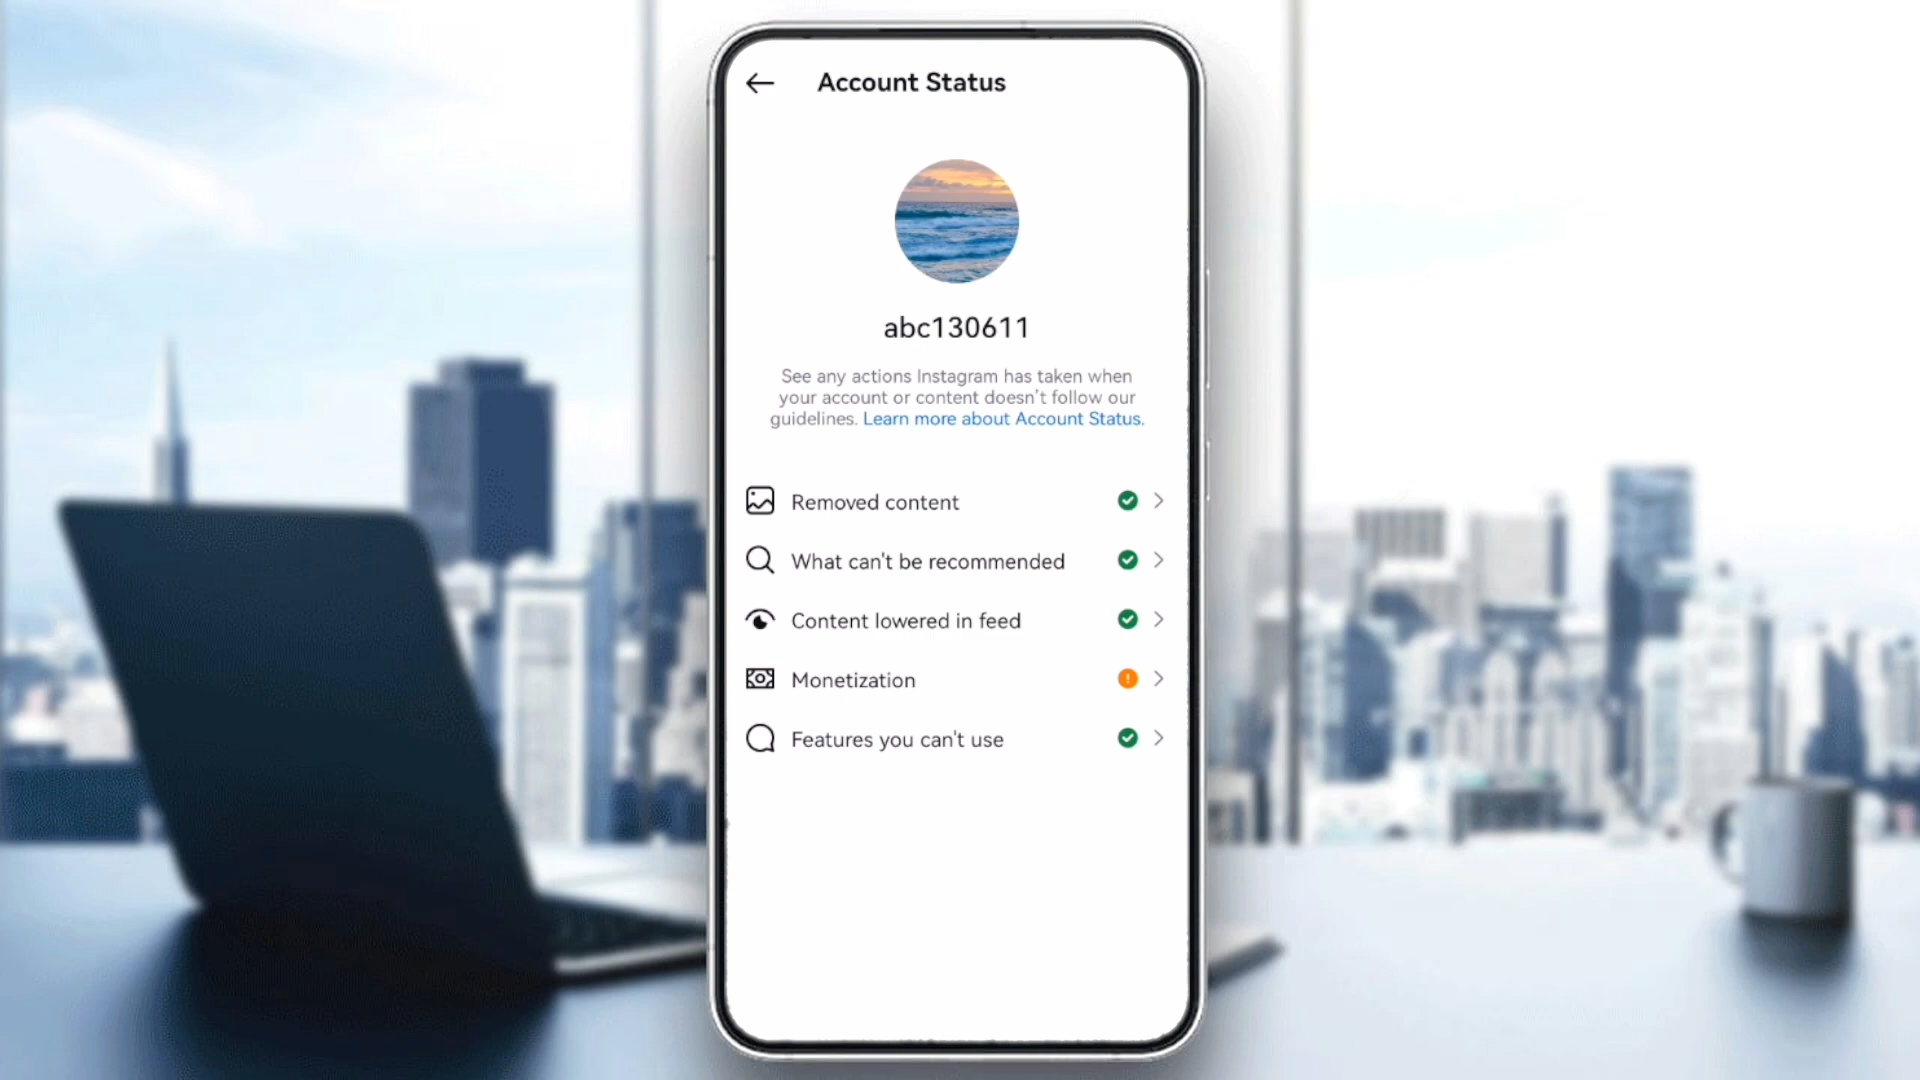 Account Status
abc130611
See any actions Instagram has taken when
your account or content doesn't follow our
guidelines. Learn more about Account Status.
Removed content
What can't be recommended
Content lowered in feed
Monetization
Features you can't use